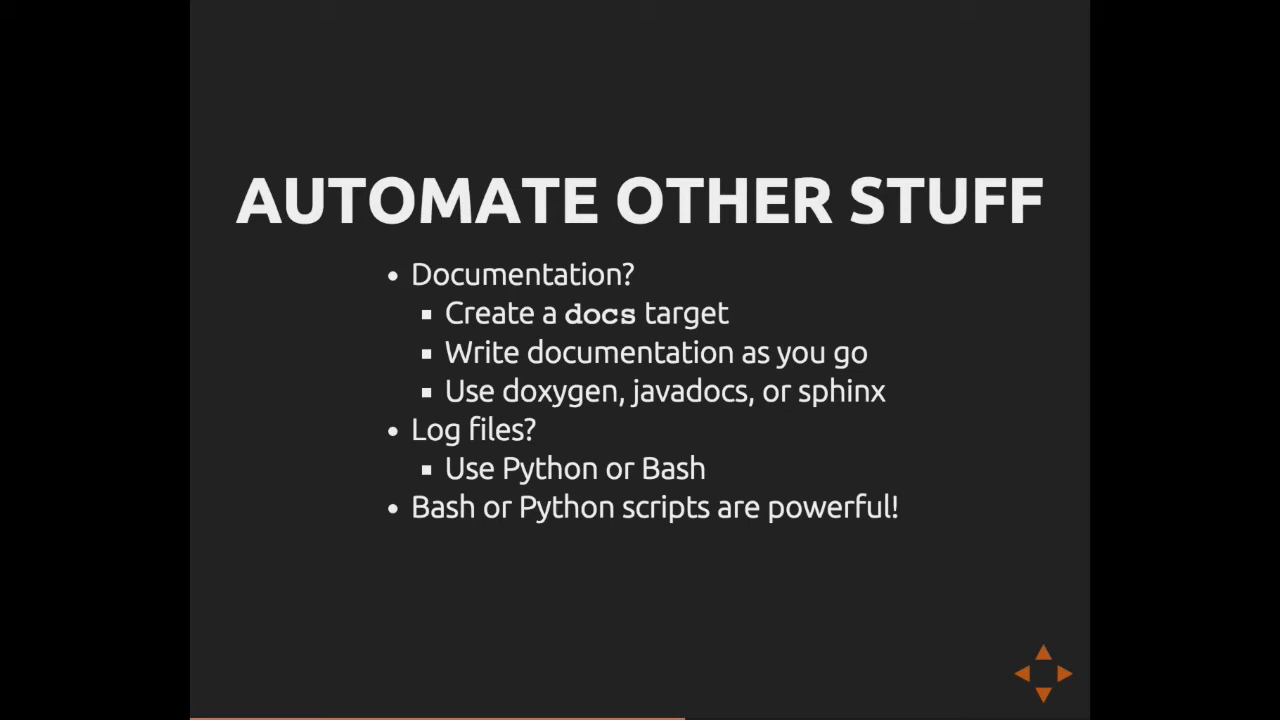 AUTOMATE OTHER STUFF
Documentation?
Create a docs target
Write documentation as you go
Use doxygen, javadocs, or sphinx
Log files?
Use Python or Bash
Bash or Python scripts are powerful!